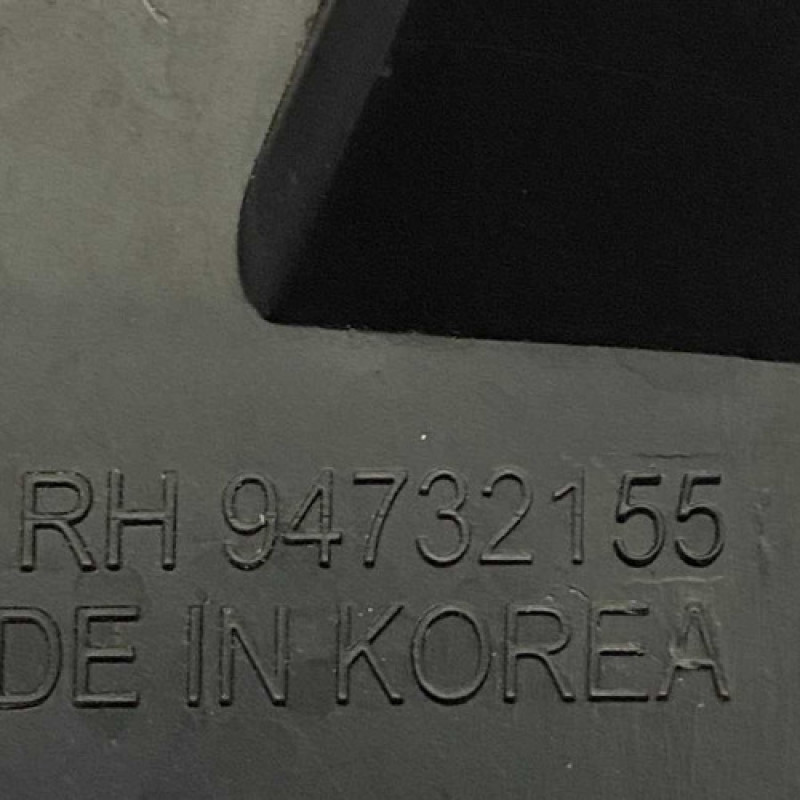 RH 94732155
DE IN KOREA